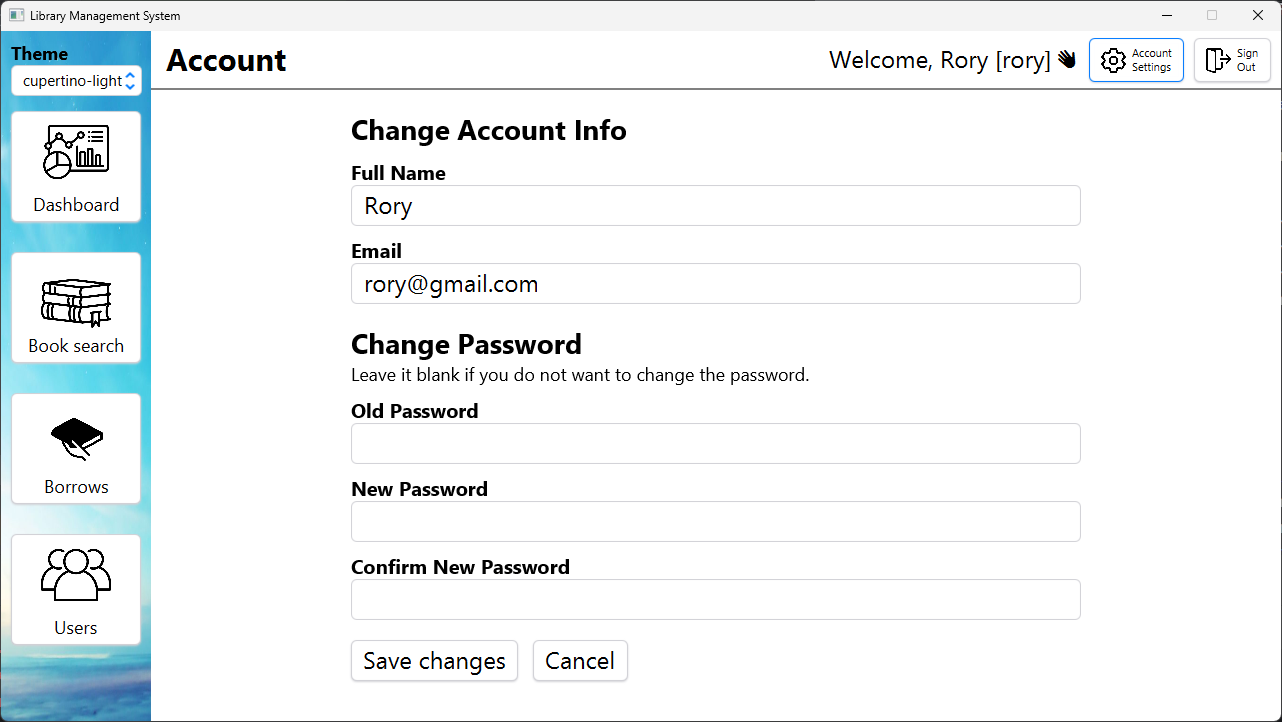 Library Management System
Theme
cupertino-light
Dashboard
Book search
Borrows
Users
Account
Welcome, Rory [rory] 👋
Account
Settings
Sign
Out
Change Account Info
Full Name
Rory
Email
rory@gmail.com
Change Password
Leave it blank if you do not want to change the password.
Old Password
New Password
Confirm New Password
Save changes
Cancel